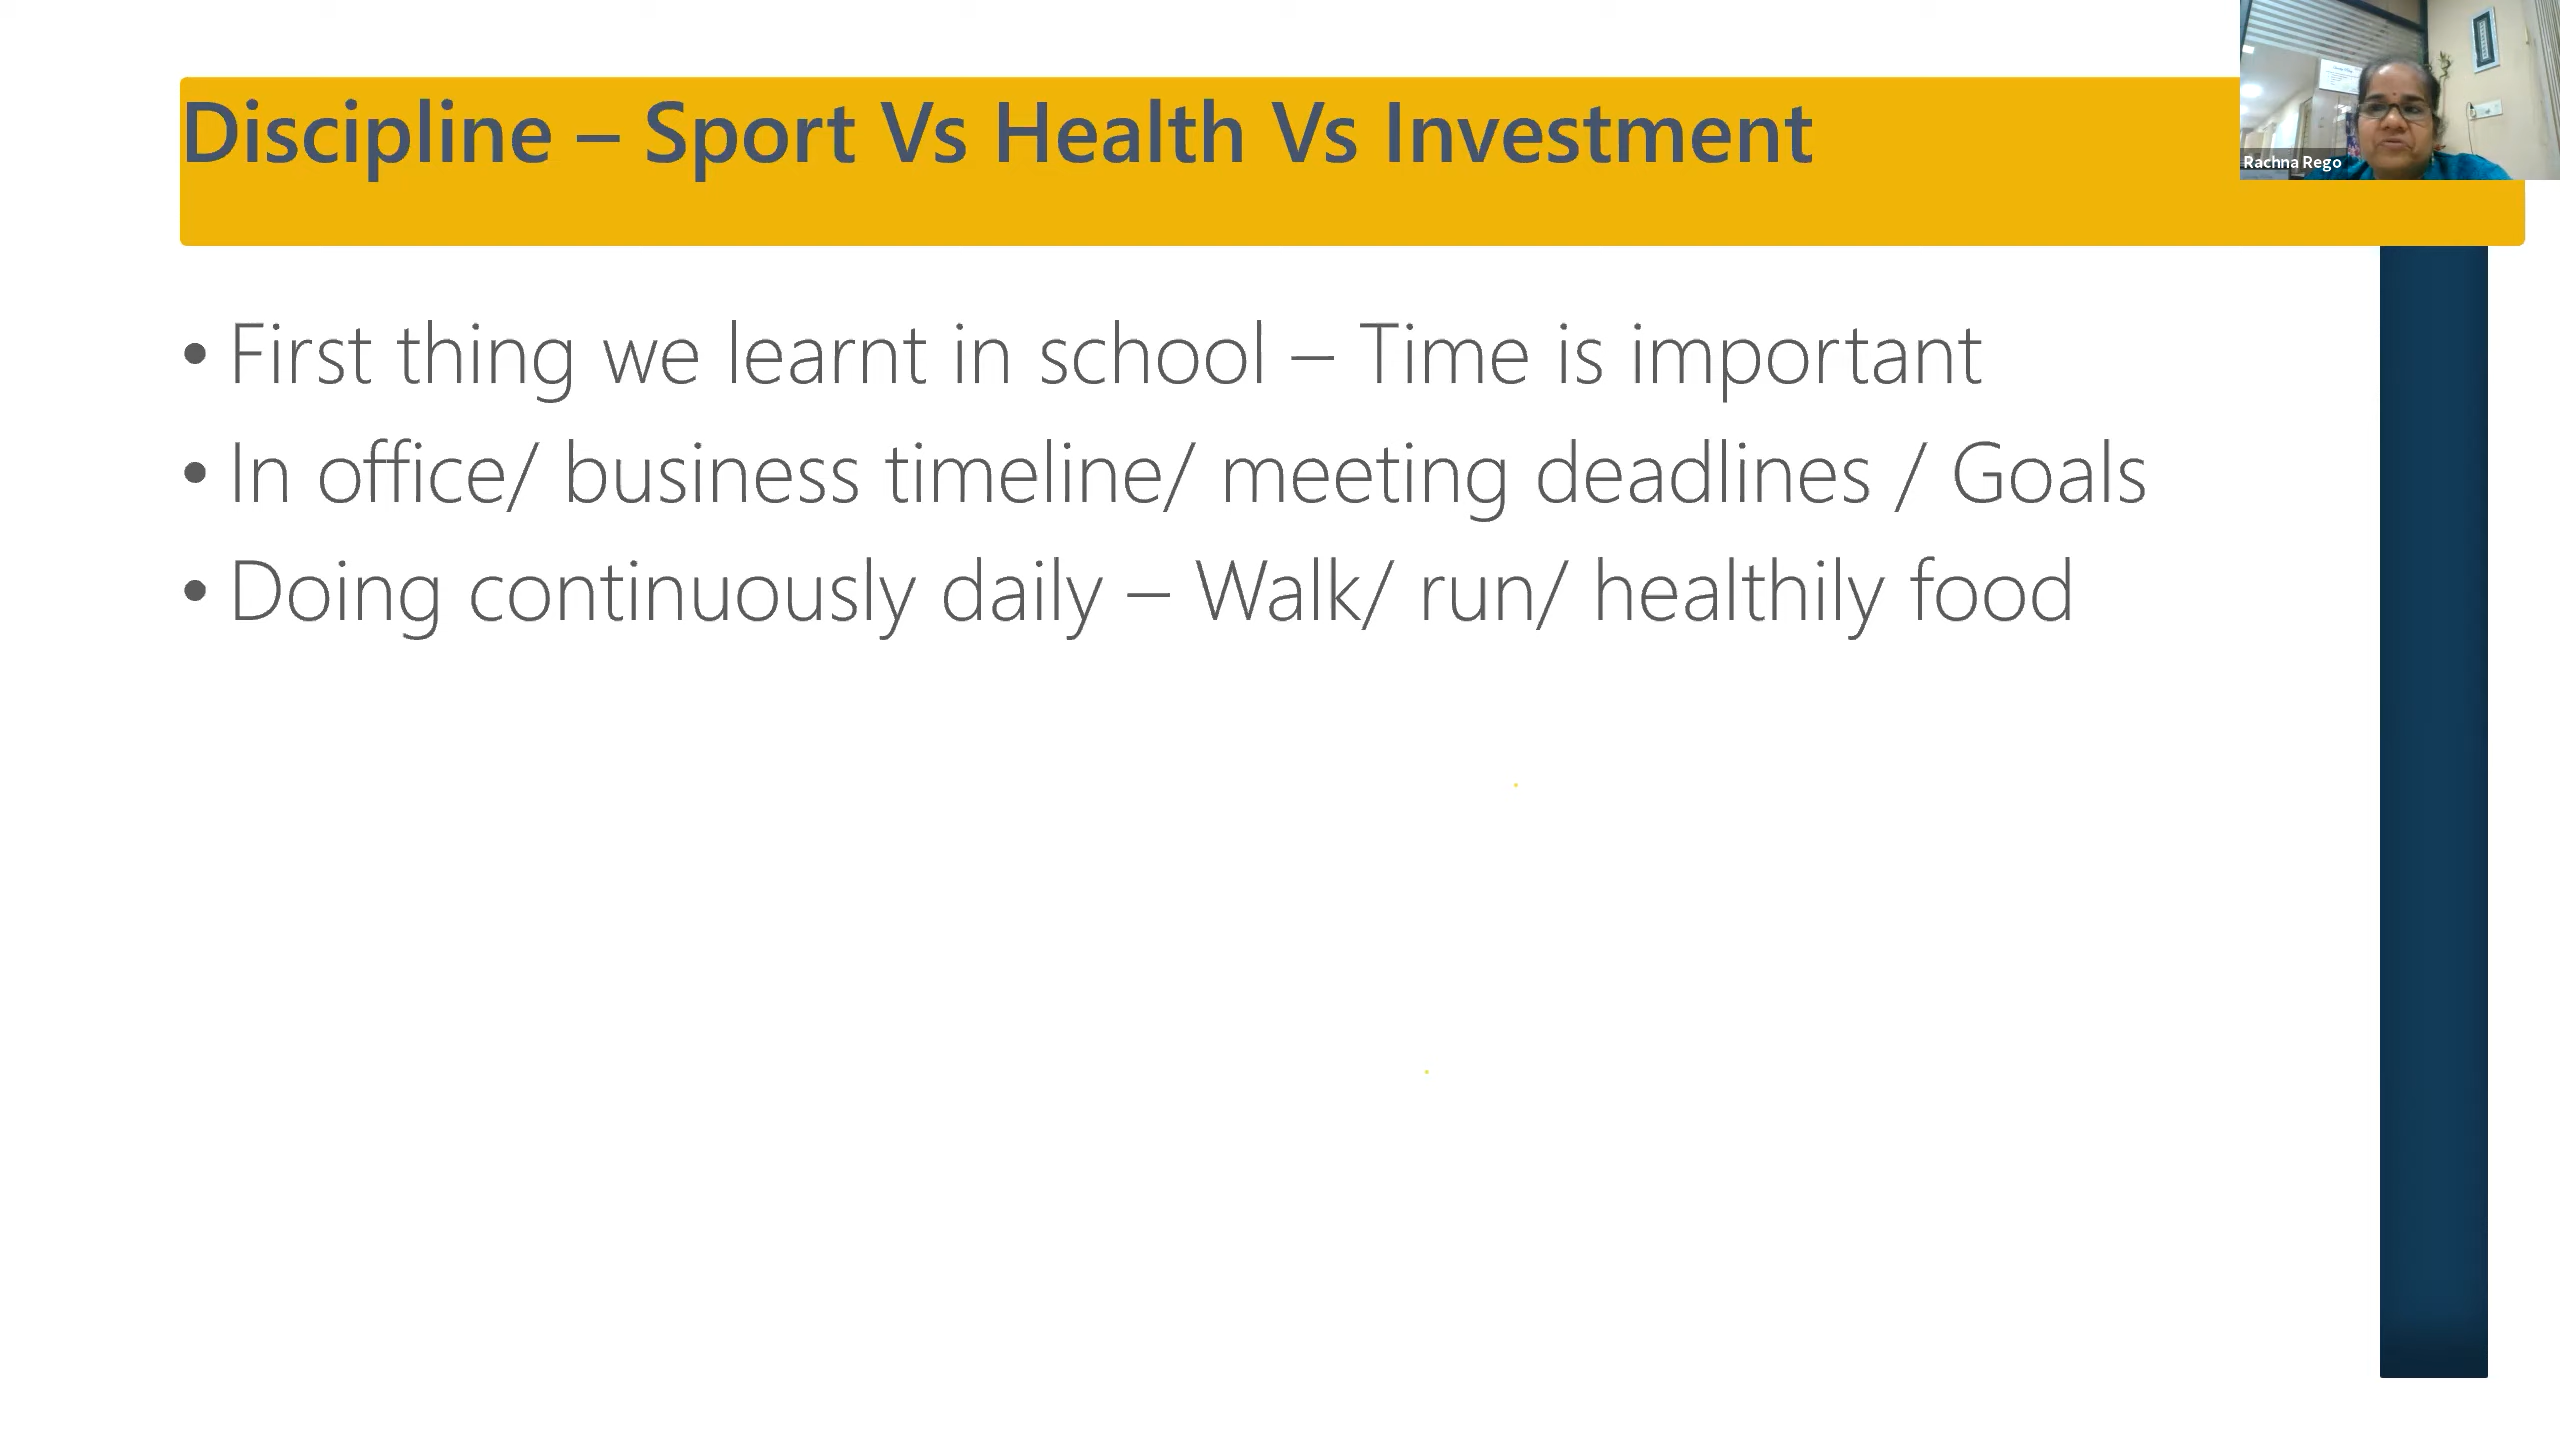 Discipline – Sport Vs Health Vs Investment
Rachna Rego
• First thing we learnt in school – Time is important
• In office/ business timeline/ meeting deadlines / Goals
• Doing continuously daily – Walk/ run/ healthily food